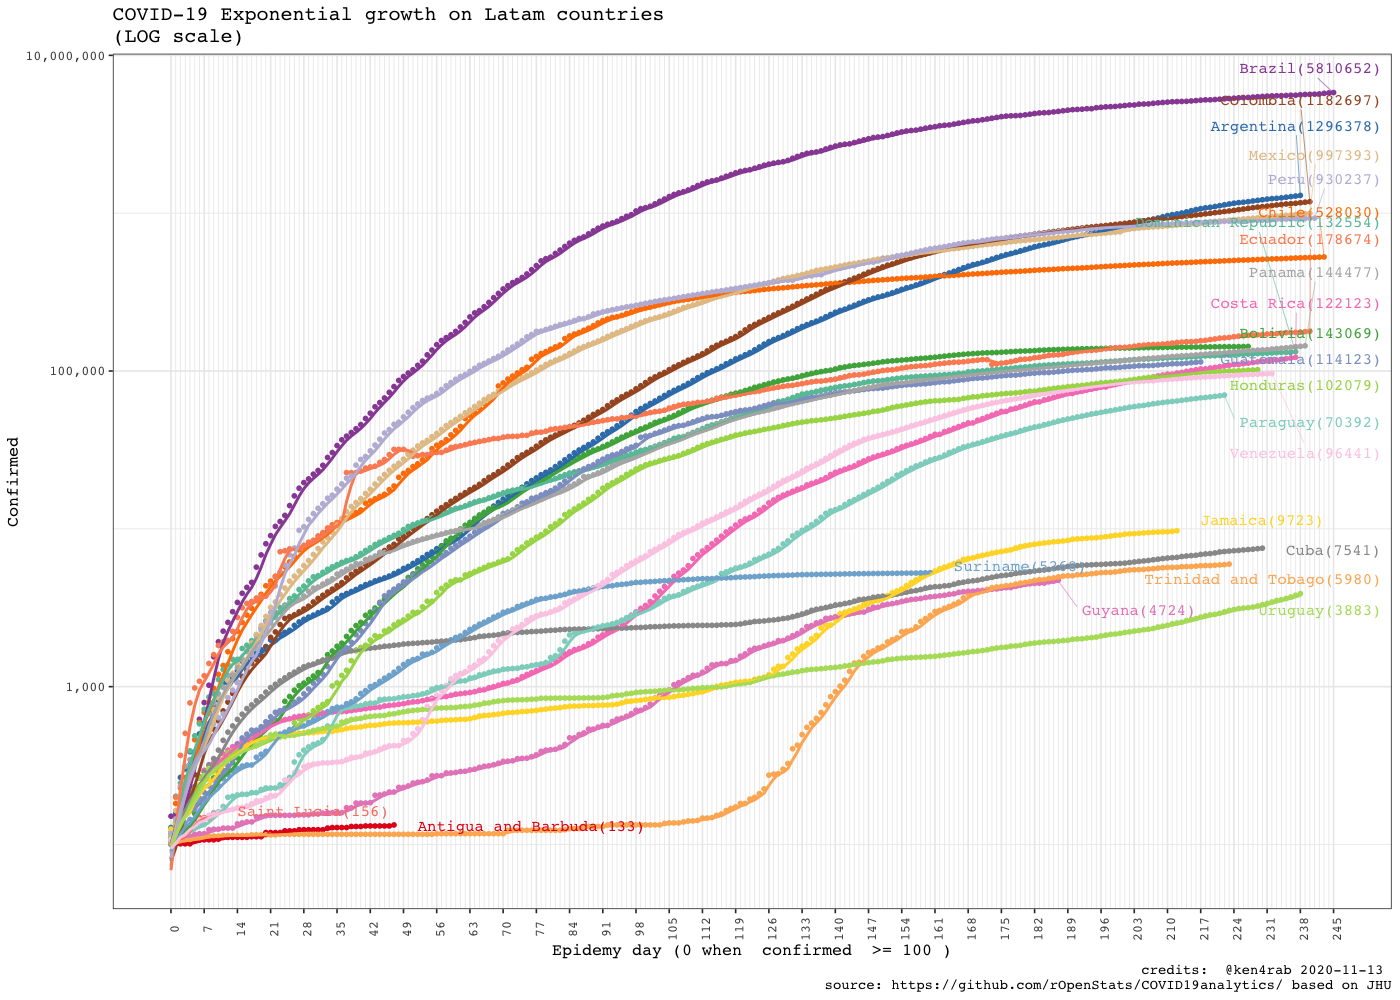 COVID-19 Exponential growth on Latam countries
(LOG scale)
10,000,000
100,000
1,000
Confirmed
Brazil(5810652)
Colombia(1182697)
Argentina(1296378)
Mexico(997393)
Peru(930237)
Chile(528030)
Dominican Republic(132554)
Ecuador(178674)
Panama(144477)
Costa Rica(122123)
Bolivia(143069)
Guatemala(114123)
Honduras(102079)
Paraguay(70392)
Venezuela(96441)
Jamaica(9723)
Cuba(7541)
Suriname(5260)
Trinidad and Tobago(5980)
Guyana(4724)
Uruguay(3883)
Saint Lucia(156)
Antigua and Barbuda(133)
0 7 14 21 28 35 42 49 56 63 70 77 84 91 98 105 112 119 126 133 140 147 154 161 168 175 182 189 196 203 210 217 224 231 238 245
Epidemy day (0 when confirmed >= 100 )
credits: @ken4rab 2020-11-13
source: https://github.com/rOpenStats/COVID19analytics/ based on JHU